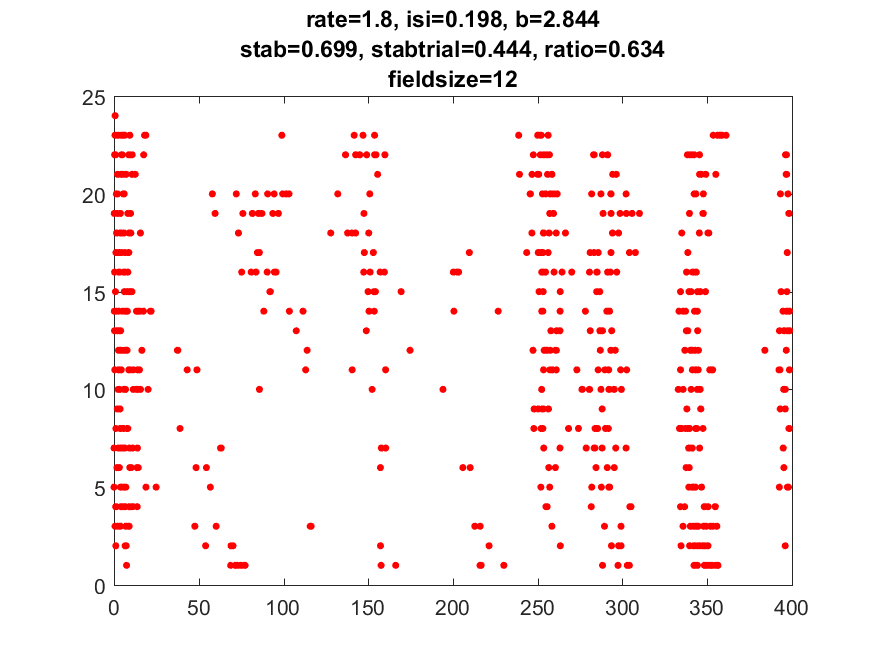 rate=1.8, isi=0.198, b=2.844
stab=0.699, stabtrial=0.444, ratio=0.634
fieldsize=12
25
20
15
10
5
0
0 50 100 150 200 250 300 350 400